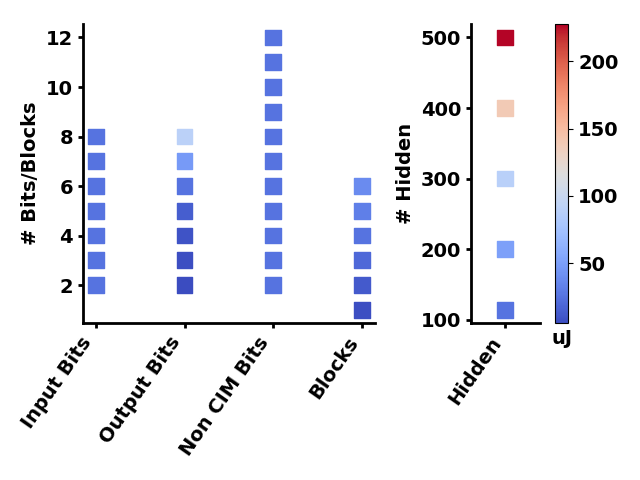 # Bits/Blocks
12
10
8
6
4
2
Input Bits
Output Bits
Non CIM Bits
Blocks
# Hidden
500
400
300
200
100
Hidden
200
150
100
50
uJ